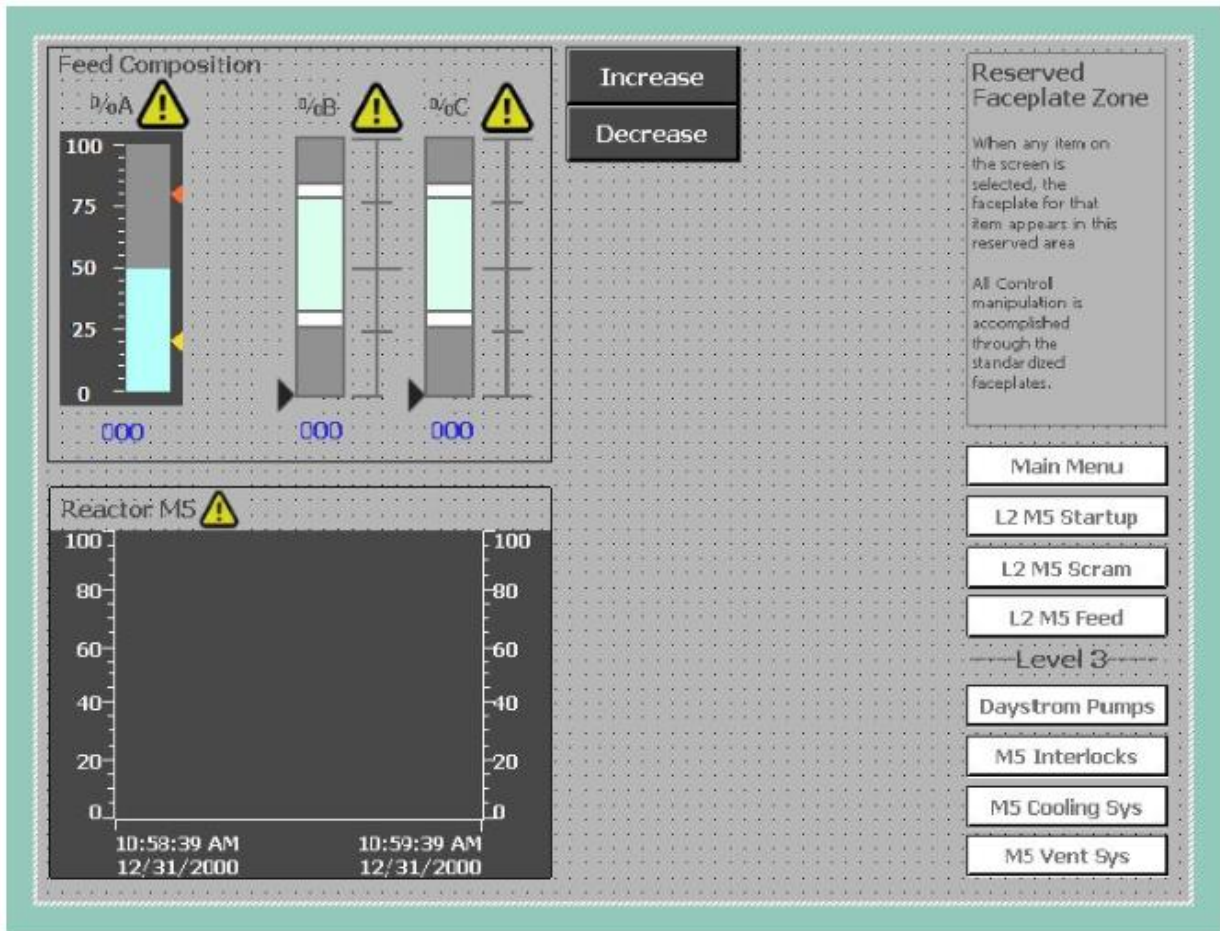 Feed Composition
%A
%B
%C
100
75
50
25
0
000
000
000
Increase
Decrease
Reactor M5
100
80
60
40
20
0
100
80
60
40
20
0
10:58:39 AM
12/31/2000
10:59:39 AM
12/31/2000
Reserved
Faceplate Zone
When any item on
the screen is
selected, the
faceplate for that
item appears in this
reserved area
All Control
manipulation is
accomplished
through the
standardized
faceplates.
Main Menu
L2 M5 Startup
L2 M5 Scram
L2 M5 Feed
Level 3
Daystrom Pumps
M5 Interlocks
M5 Cooling Sys
M5 Vent Sys